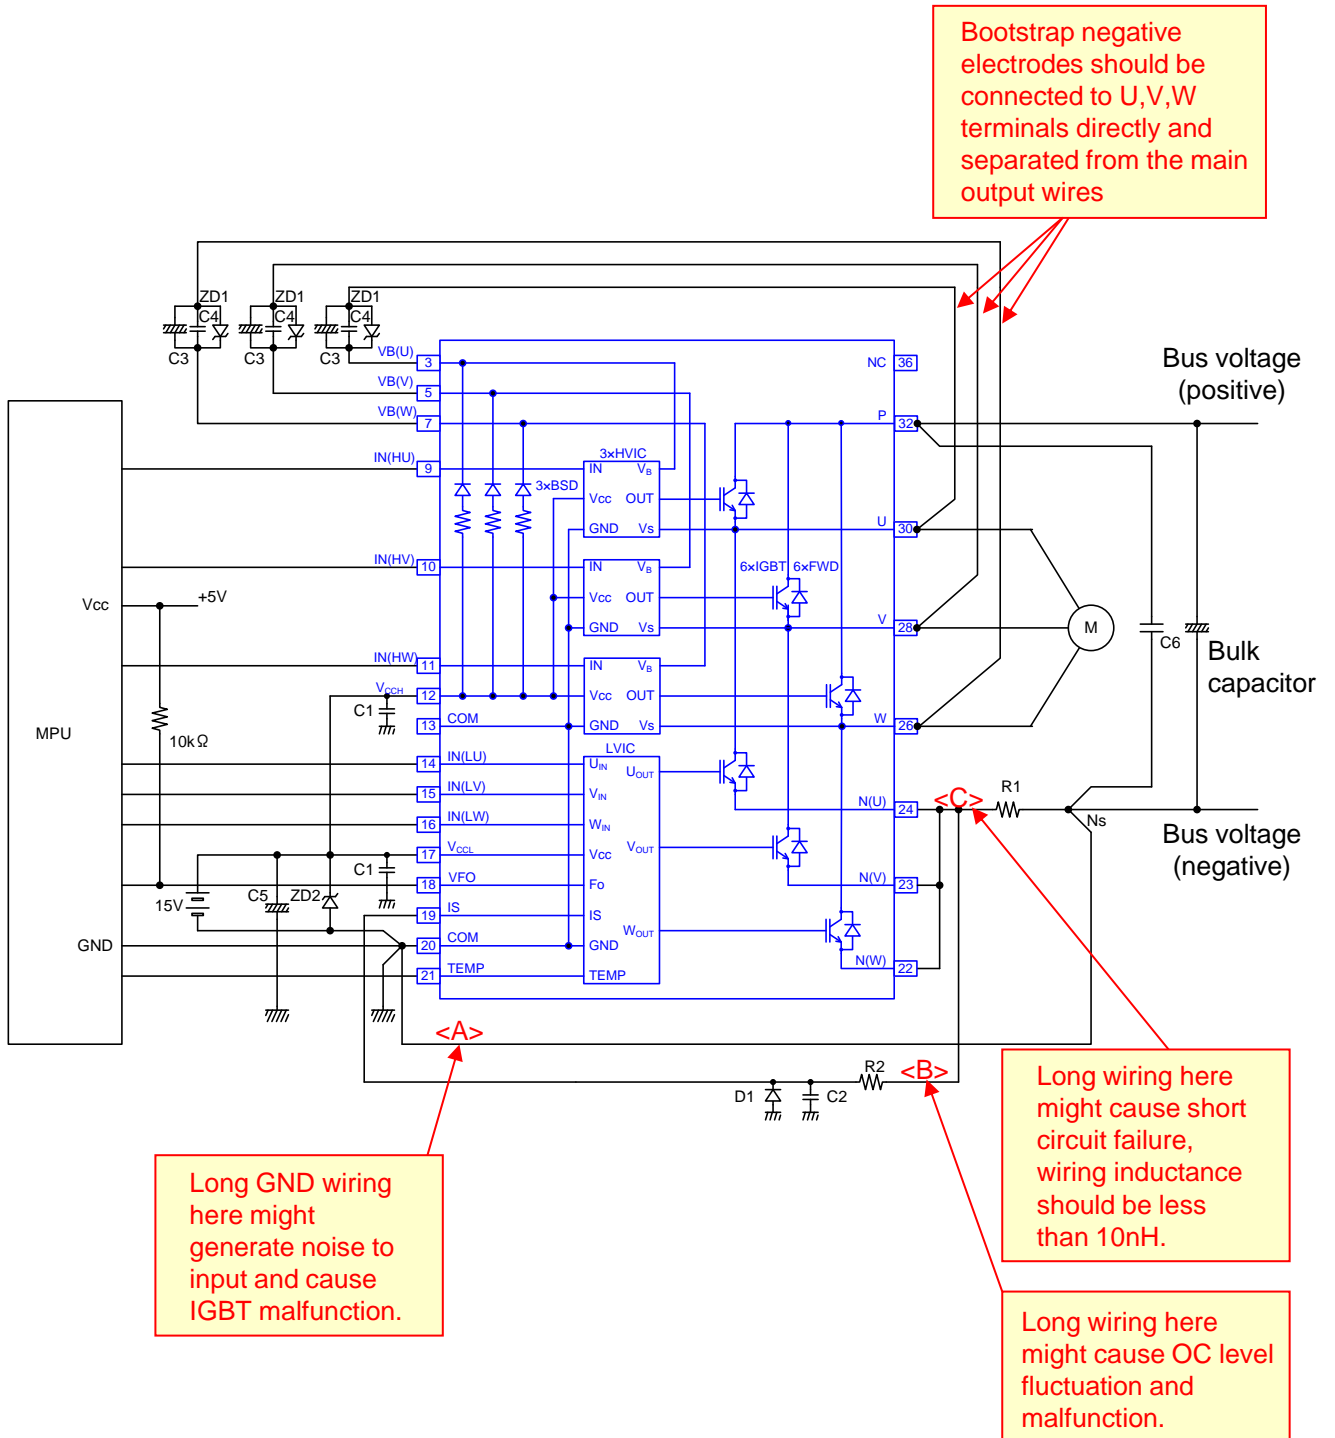 Bootstrap negative
electrodes should be
connected to U,V,W
terminals directly and
separated from the main
output wires
ZD1
C4
C3
ZD1
C4
C3
ZD1
C4
C3
VB(U)
3
VB(V)
5
VB(W)
7
IN(HU)
9
IN(HV)
10
IN(HW)
11
VCCH
12
C1
13
COM
14
IN(LU)
15
IN(LV)
16
IN(LW)
17
VCCL
18
VFO
19
IS
20
COM
21
TEMP
MPU
Vcc
+5V
10kΩ
GND
15V
C5
ZD2
C1
3×BSD
3×HVIC
IN
VB
Vcc
OUT
GND
Vs
IN
VB
Vcc
OUT
GND
Vs
IN
VB
Vcc
OUT
GND
Vs
LVIC
UIN
UOUT
VIN
WIN
VOUT
Vcc
Fo
IS
WOUT
GND
TEMP
6×IGBT
6×FWD
NC
36
P
32
U
30
V
28
W
26
N(U)
24
N(V)
23
N(W)
22
Bus voltage
(positive)
M
C6
Bulk
capacitor
<C>
R1
Ns
Bus voltage
(negative)
<A>
<B>
R2
D1
C2
Long GND wiring
here might
generate noise to
input and cause
IGBT malfunction.
Long wiring here
might cause short
circuit failure,
wiring inductance
should be less
than 10nH.
Long wiring here
might cause OC level
fluctuation and
malfunction.